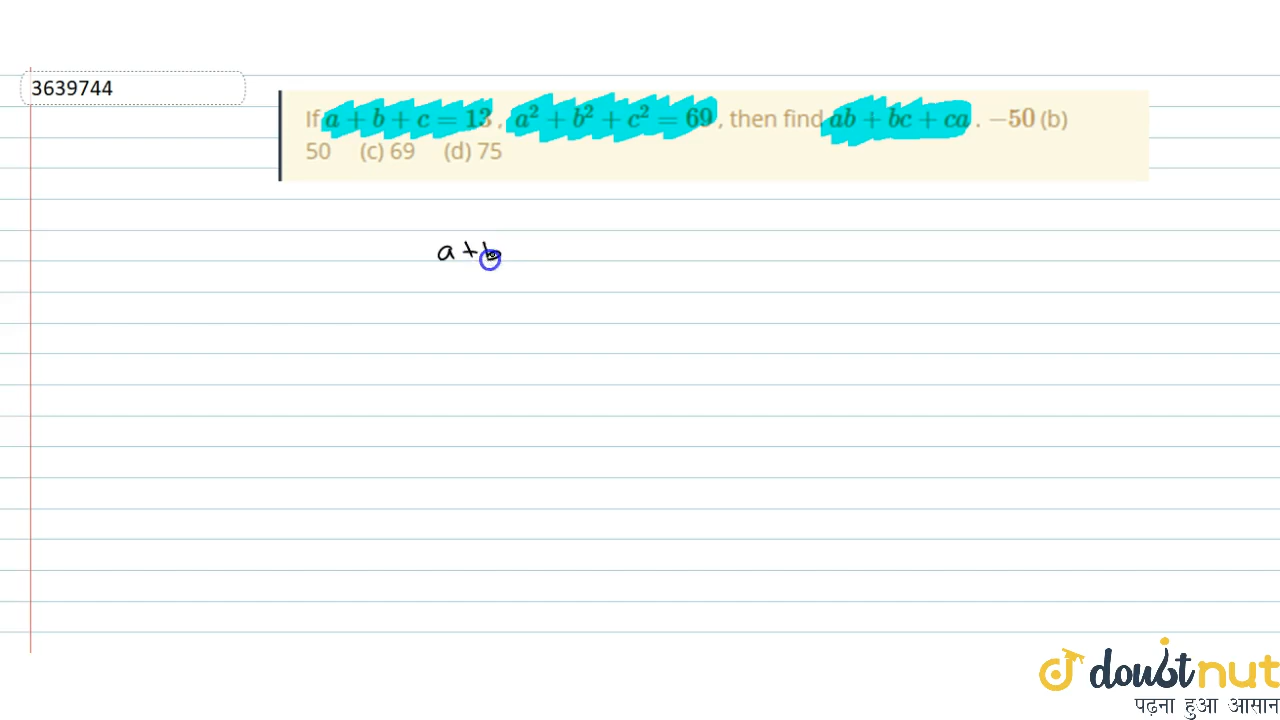 3639744
If a + b + c = 13 , a² + b² + c² = 69 , then find ab + bc + ca . −50 (b)
50 (c) 69 (d) 75
a + b
doubtnut
पढ़ना हुआ आसान